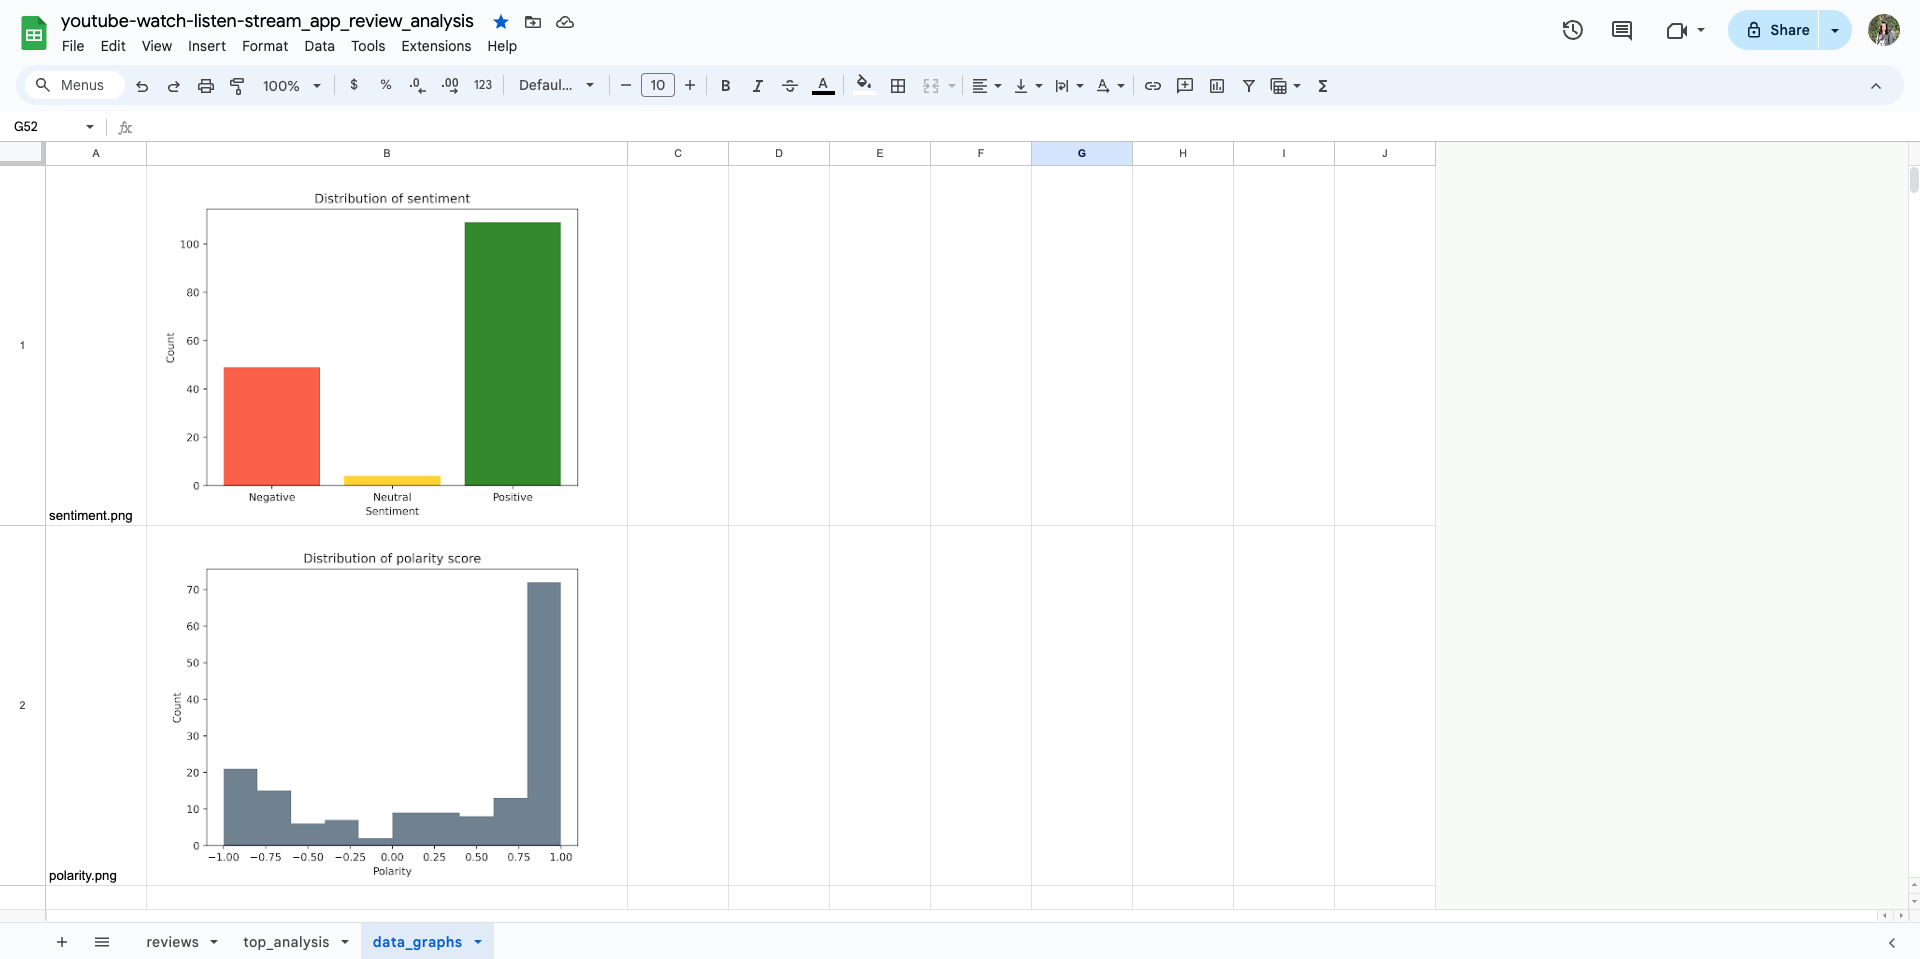 youtube-watch-listen-stream_app_review_analysis
File Edit View Insert Format Data Tools Extensions Help
Share
Menus 100% $ % .0 .00 123 Defaul... 10 B I A Σ
G52 fx
A B C D E F G H I J
1
Distribution of sentiment
100
80
60
40
20
0
Count
Negative Neutral Positive
Sentiment
sentiment.png
2
Distribution of polarity score
70
60
50
40
30
20
10
0
Count
−1.00 −0.75 −0.50 −0.25 0.00 0.25 0.50 0.75 1.00
Polarity
polarity.png
reviews top_analysis data_graphs